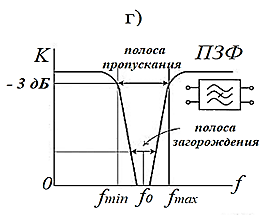 г)
K
полоса
пропускания
ПЗФ
- 3 дБ
полоса
загорождения
0
fmin
f0
fmax
f